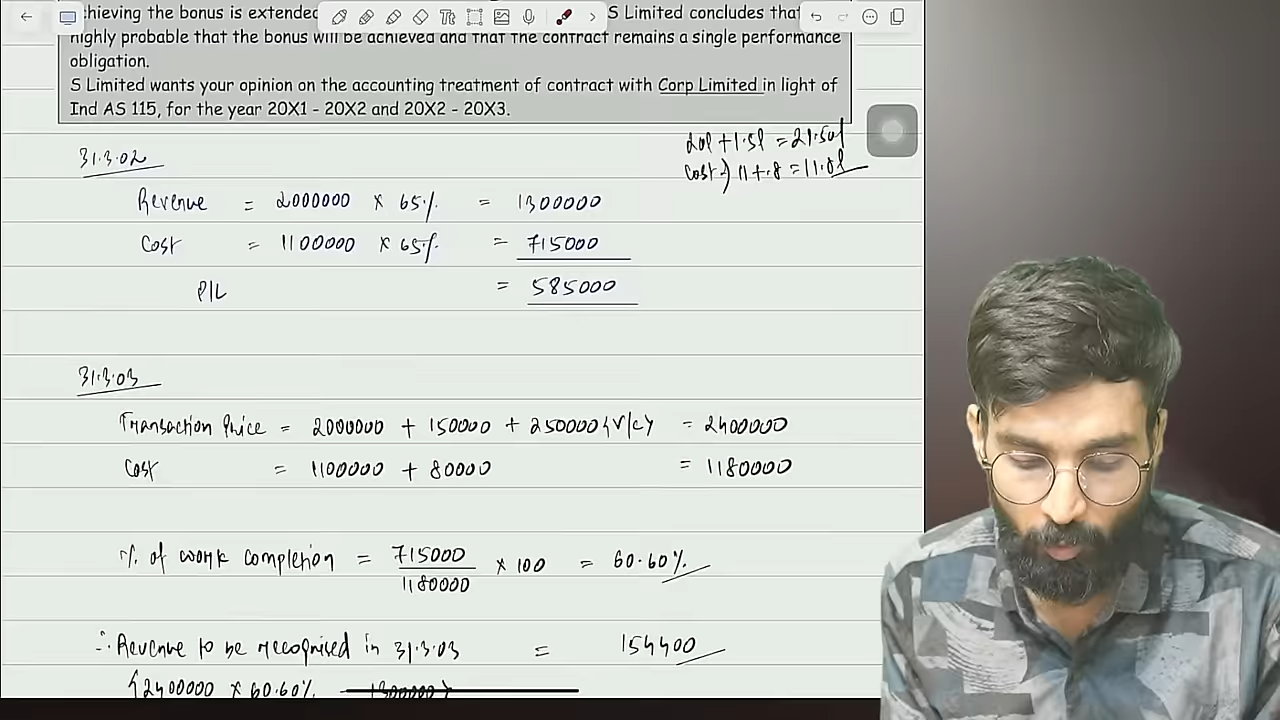 chieving the bonus is extended S Limited concludes that
highly probable that the bonus will be achieved and that the contract remains a single performance
obligation.
S Limited wants your opinion on the accounting treatment of contract with Corp Limited in light of
Ind AS 115, for the year 20X1 - 20X2 and 20X2 - 20X3.
20l + 1.5l = 21.50l
Cost → 11 + .8 = 11.8l
31.3.02
Revenue = 2000000 × 65% = 1300000
Cost = 1100000 × 65% = 715000
P/L = 585000
31.3.03
Transaction Price = 2000000 + 150000 + 250000 {V/C} = 2400000
Cost = 1100000 + 80000 = 1180000
% of work completion = 715000 / 1180000 × 100 = 60.60%
∴ Revenue to be recognised in 31.3.03 = 154400
{2400000 × 60.60% - 1300000}